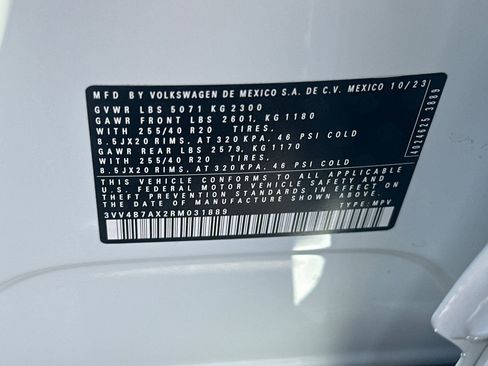 MFD BY VOLKSWAGEN DE MEXICO S.A. DE C.V. MEXICO 10/23
GVWR LBS 5071 KG 2300
GAWR FRONT LBS 2601, KG 1180
WITH 255/40 R20 TIRES,
8.5JX20 RIMS, AT 320 KPA, 46 PSI COLD
GAWR REAR LBS 2579, KG 1170
WITH 255/40 R20 TIRES,
8.5JX20 RIMS, AT 320 KPA, 46 PSI COLD
THIS VEHICLE CONFORMS TO ALL APPLICABLE
U.S. FEDERAL MOTOR VEHICLE SAFETY AND
THEFT PREVENTION STANDARDS IN EFFECT ON
THE DATE OF MANUFACTURE SHOWN ABOVE.
3VV4B7AX2RM031889
TYPE: MPV